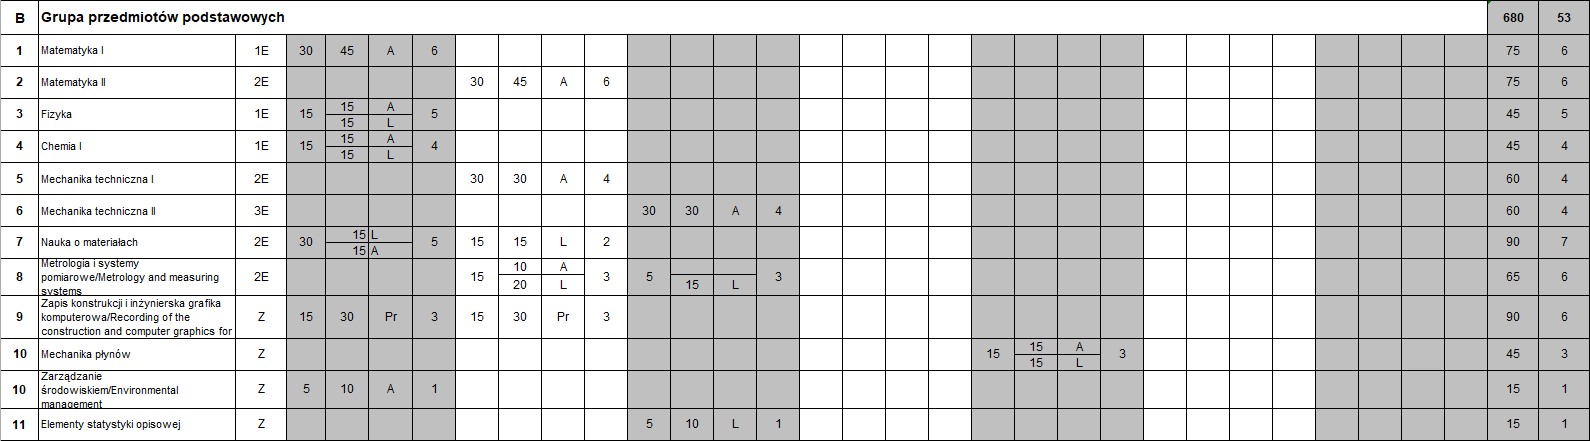 B Grupa przedmiotów podstawowych 680 53
1 Matematyka I 1E 30 45 A 6 75 6
2 Matematyka II 2E 30 45 A 6 75 6
3 Fizyka 1E 15 15 A 5 45 5
15 L
4 Chemia I 1E 15 15 A 4 45 4
15 L
5 Mechanika techniczna I 2E 30 30 A 4 60 4
6 Mechanika techniczna II 3E 30 30 A 4 60 4
7 Nauka o materiałach 2E 30 15 L 5 15 15 L 2 90 7
15 A
Metrologia i systemy
8 pomiarowe/Metrology and measuring 2E 15 10 A 3 5 3 65 6
systems 20 L 15 L
Zapis konstrukcji i inżynierska grafika
9 komputerowa/Recording of the Z 15 30 Pr 3 15 30 Pr 3 90 6
construction and computer graphics for
10 Mechanika płynów Z 15 15 A 3 45 3
15 L
Zarządzanie
10 środowiskiem/Environmental Z 5 10 A 1 15 1
management
11 Elementy statystyki opisowej Z 5 10 L 1 15 1